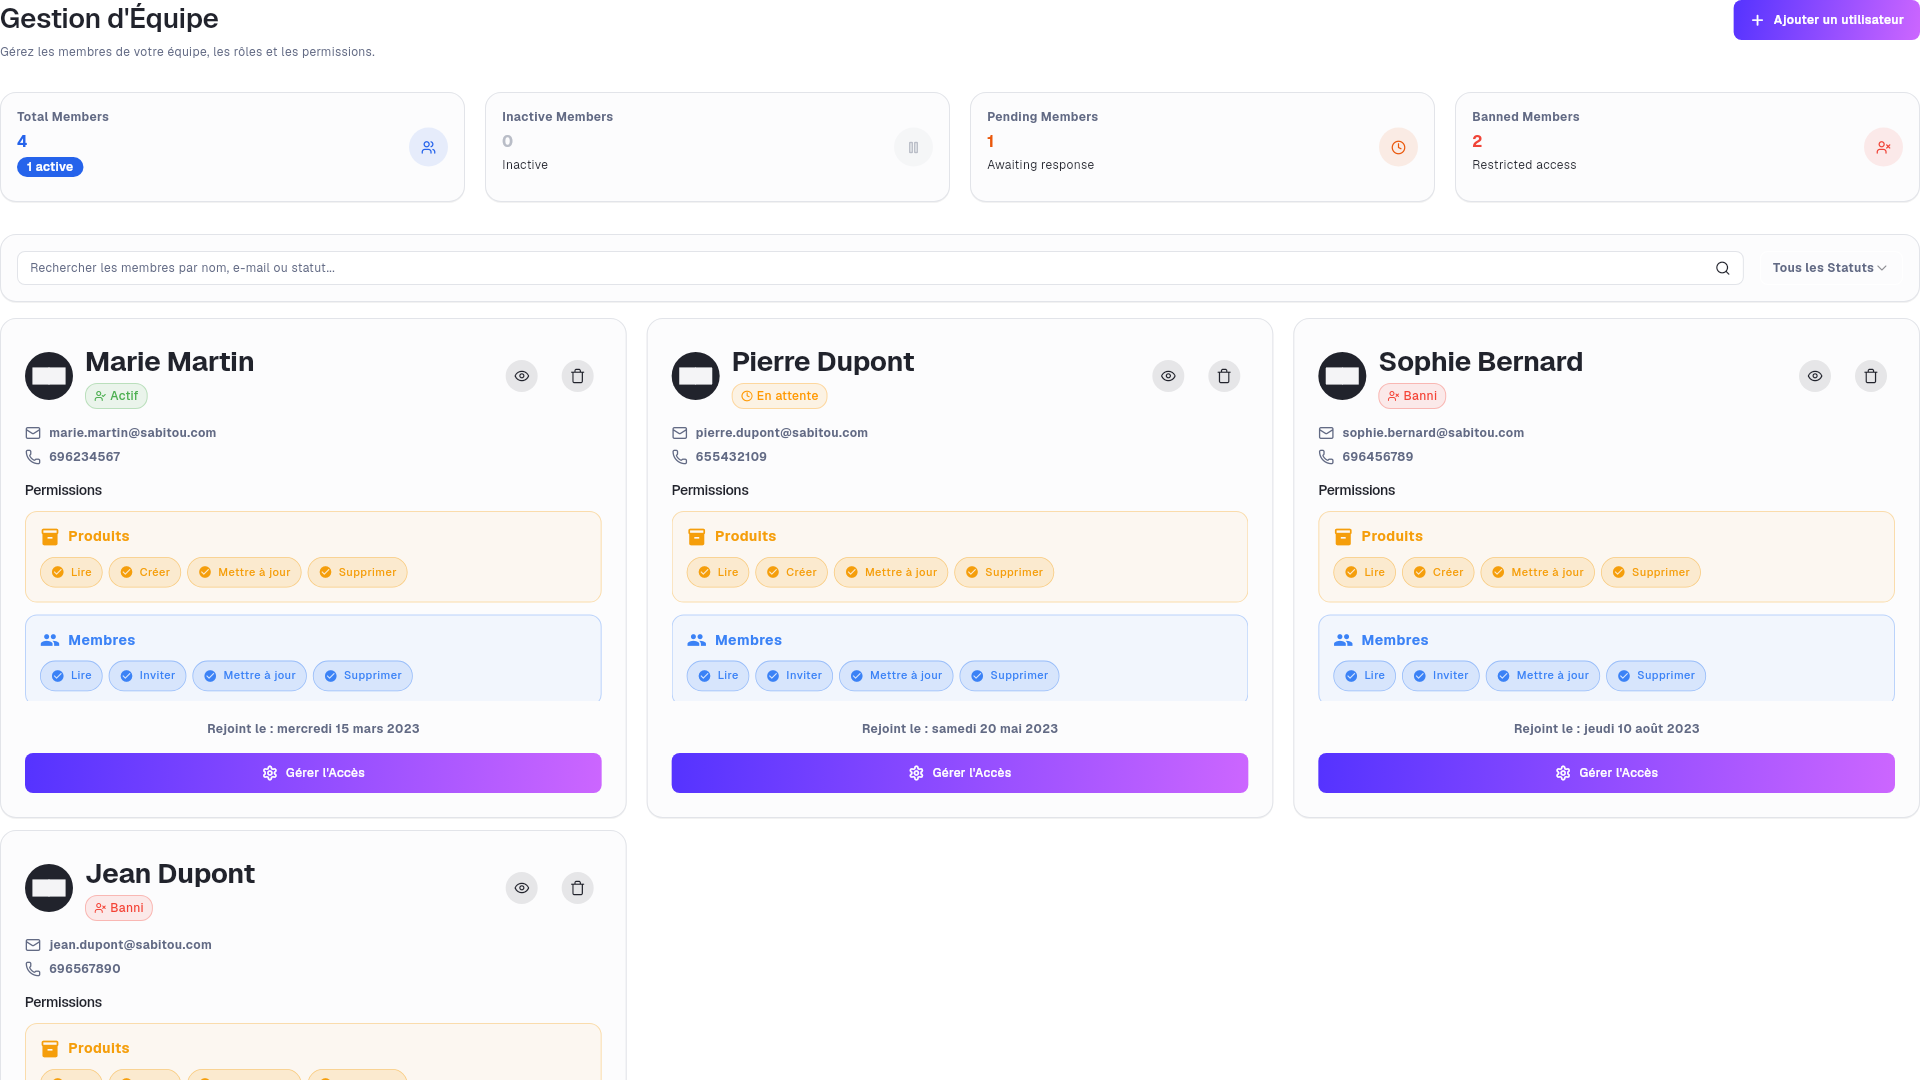 Gestion d'Équipe
Ajouter un utilisateur
Gérez les membres de votre équipe, les rôles et les permissions.
Total Members
4
1 active
Inactive Members
0
Inactive
Pending Members
1
Awaiting response
Banned Members
2
Restricted access
Rechercher les membres par nom, e-mail ou statut...
Tous les Statuts
Marie Martin
Actif
marie.martin@sabitou.com
696234567
Permissions
Produits
Lire Créer Mettre à jour Supprimer
Membres
Lire Inviter Mettre à jour Supprimer
Rejoint le : mercredi 15 mars 2023
Gérer l'Accès
Pierre Dupont
En attente
pierre.dupont@sabitou.com
655432109
Permissions
Produits
Lire Créer Mettre à jour Supprimer
Membres
Lire Inviter Mettre à jour Supprimer
Rejoint le : samedi 20 mai 2023
Gérer l'Accès
Sophie Bernard
Banni
sophie.bernard@sabitou.com
696456789
Permissions
Produits
Lire Créer Mettre à jour Supprimer
Membres
Lire Inviter Mettre à jour Supprimer
Rejoint le : jeudi 10 août 2023
Gérer l'Accès
Jean Dupont
Banni
jean.dupont@sabitou.com
696567890
Permissions
Produits